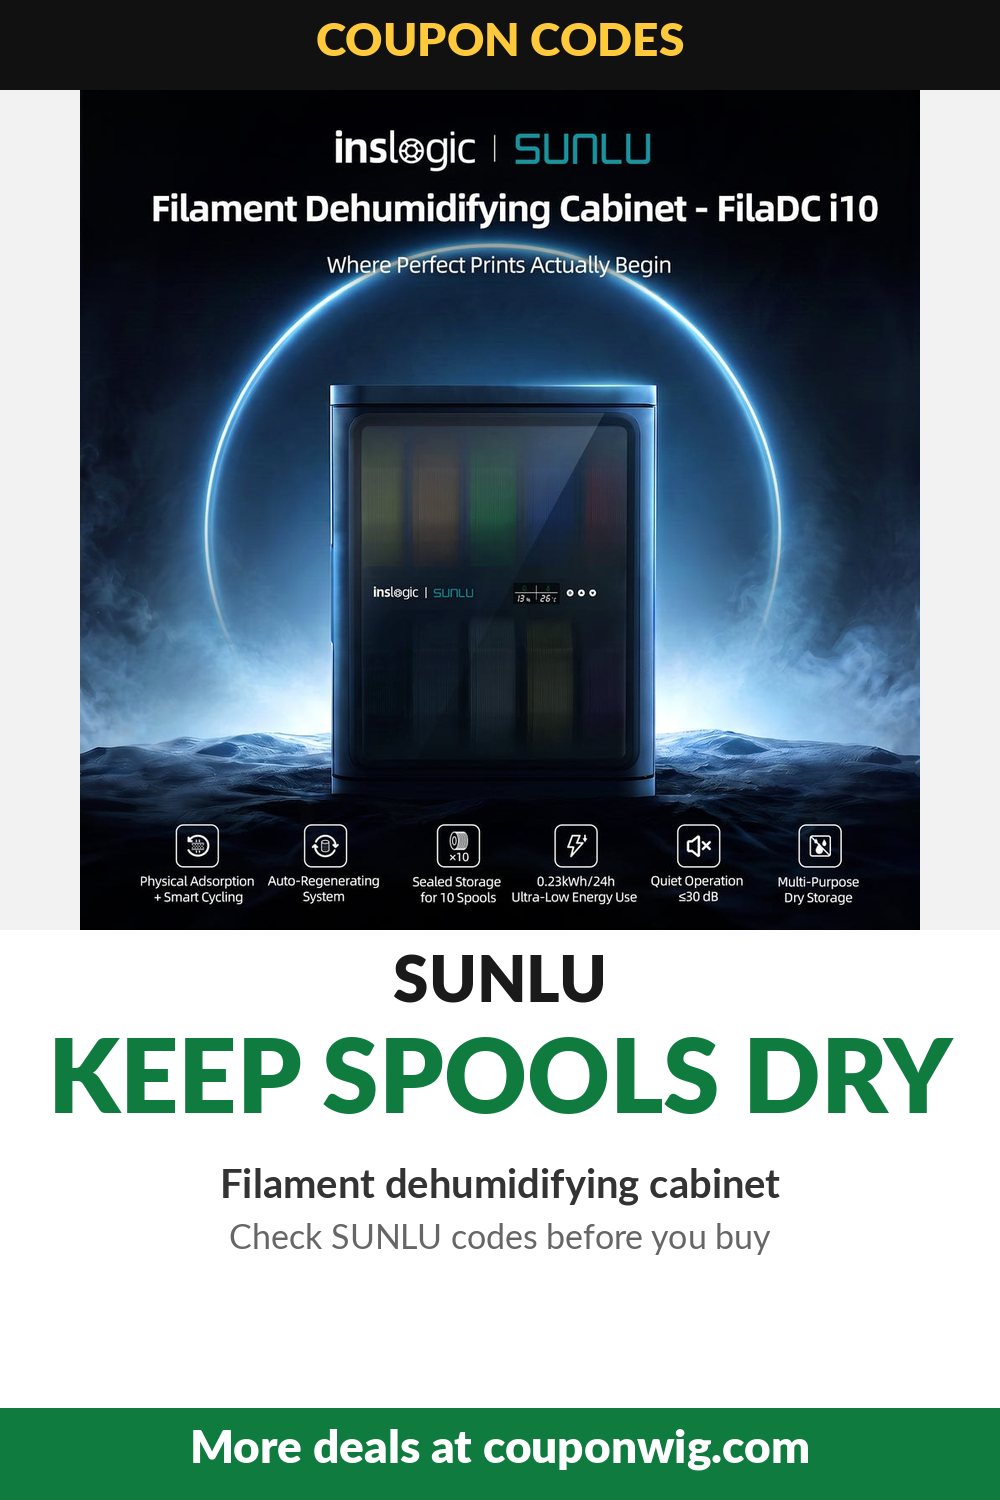 COUPON CODES
inslogic | SUNLU
Filament Dehumidifying Cabinet - FilaDC i10
Where Perfect Prints Actually Begin
inslogic | SUNLU
13% 26°c
×10
Physical Adsorption
+ Smart Cycling
Auto-Regenerating
System
Sealed Storage
for 10 Spools
0.23kWh/24h
Ultra-Low Energy Use
Quiet Operation
≤30 dB
Multi-Purpose
Dry Storage
SUNLU
KEEP SPOOLS DRY
Filament dehumidifying cabinet
Check SUNLU codes before you buy
More deals at couponwig.com